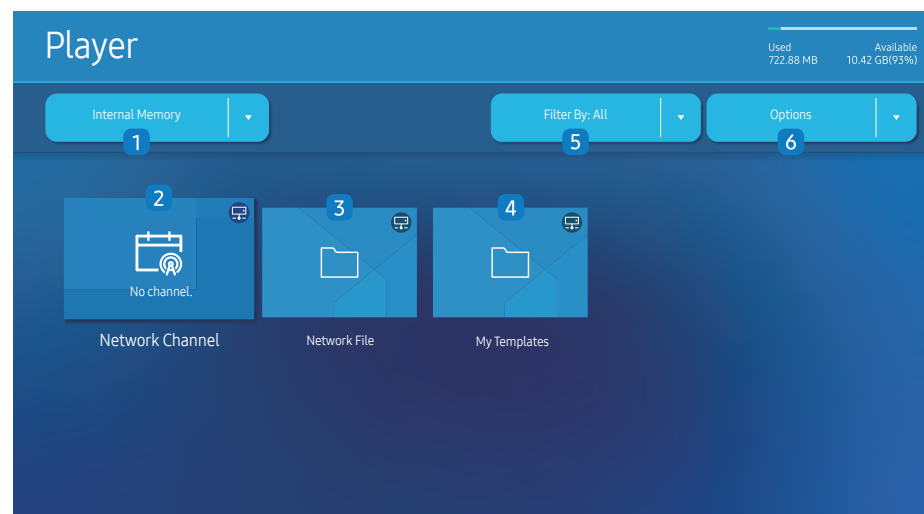 Player
Used Available
722.88 MB 10.42 GB(93%)
Internal Memory
1
Filter By: All
5
Options
6
2
No channel.
Network Channel
3
Network File
4
My Templates